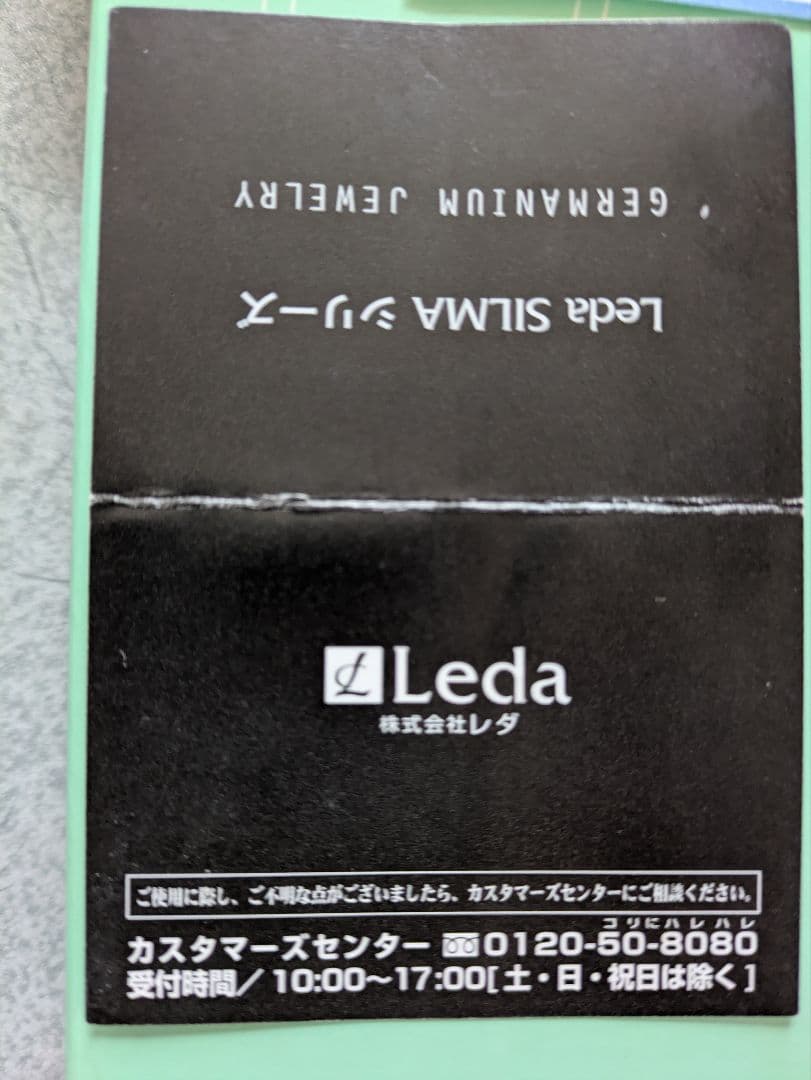 Leda SILMA シリーズ
GERMANIUM JEWELRY
Leda
株式会社レダ
ご使用に際し、ご不明な点がございましたら、カスタマーズセンターにご相談ください。
コリにハレハレ
カスタマーズセンター 0120-50-8080
受付時間／10:00〜17:00[土・日・祝日は除く]